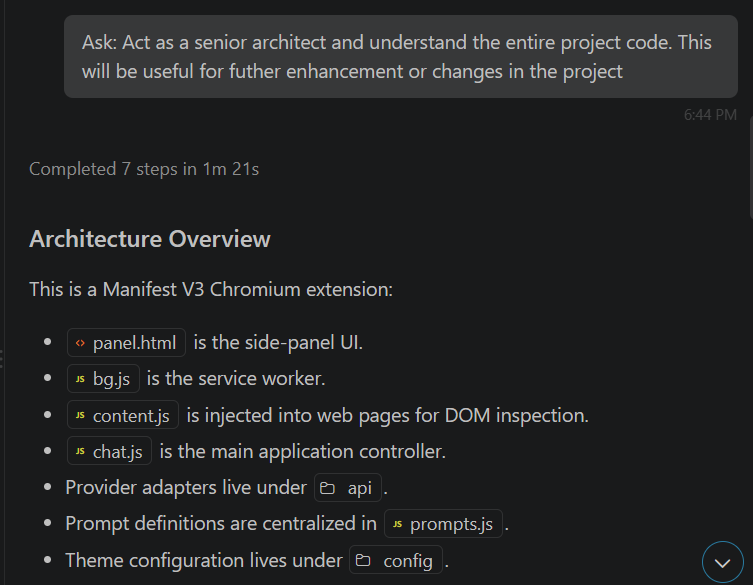 Ask: Act as a senior architect and understand the entire project code. This
will be useful for futher enhancement or changes in the project
6:44 PM
Completed 7 steps in 1m 21s
Architecture Overview
This is a Manifest V3 Chromium extension:
• <> panel.html is the side-panel UI.
• JS bg.js is the service worker.
• JS content.js is injected into web pages for DOM inspection.
• JS chat.js is the main application controller.
• Provider adapters live under api .
• Prompt definitions are centralized in JS prompts.js .
• Theme configuration lives under config .